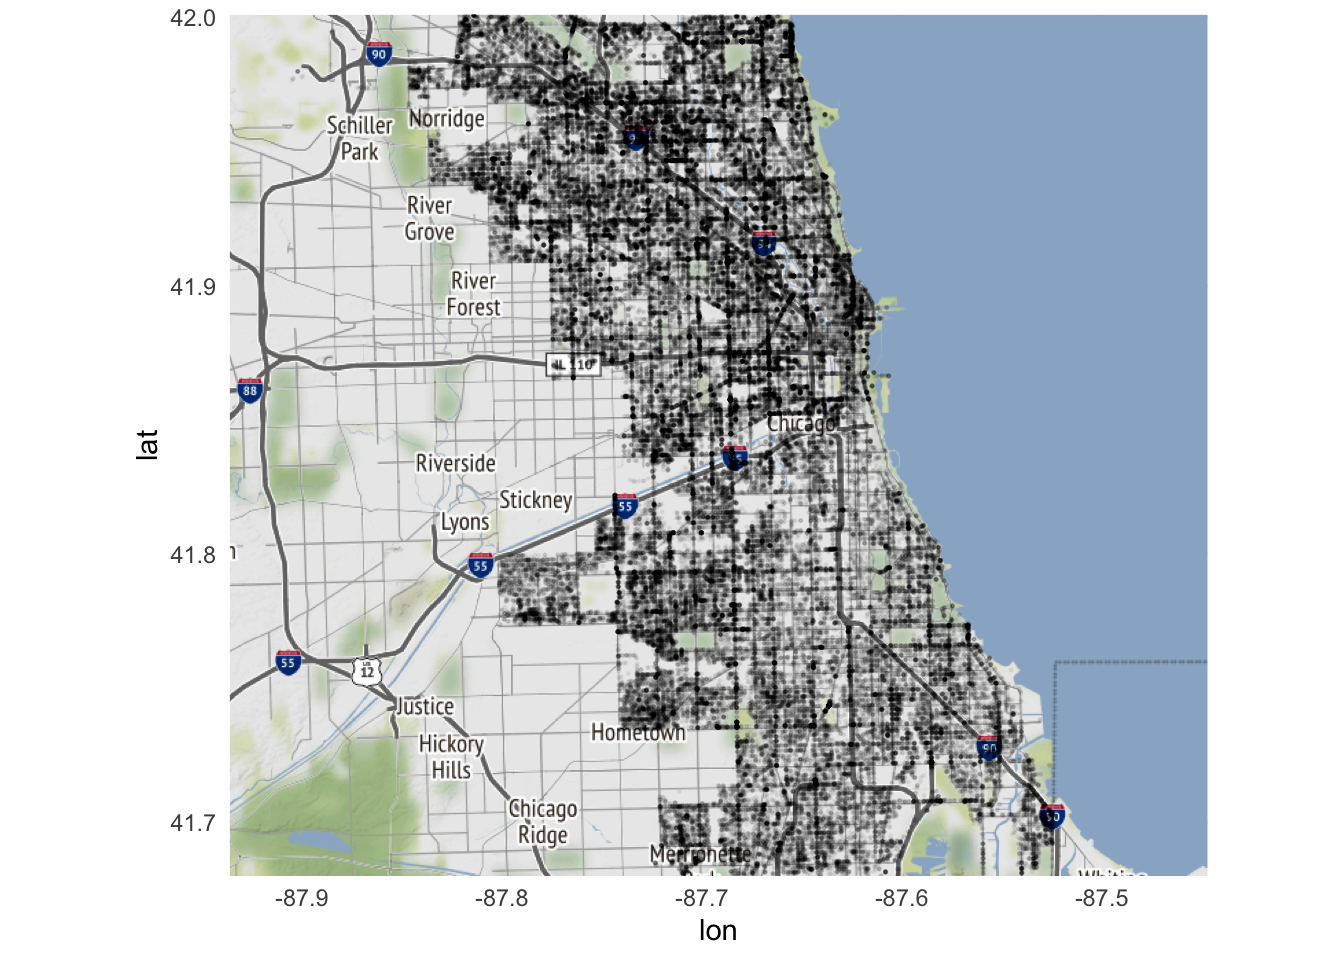 42.0
90
Schiller
Park
Norridge
River
Grove
41.9
River
Forest
IL 110
88
Chicago
lat
Riverside
Stickney
55
Lyons
41.8
55
55
US
12
Justice
Hometown
Hickory
Hills
90
Chicago
Ridge
41.7
90
Merrionette
-87.9
-87.8
-87.7
-87.6
-87.5
lon